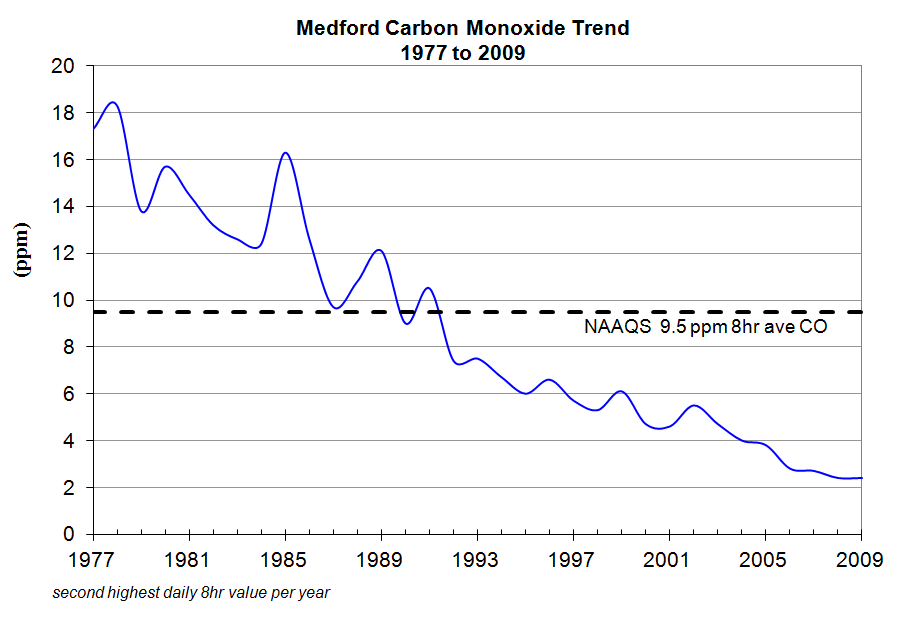 Medford Carbon Monoxide Trend
1977 to 2009
20
18
16
14
12
10
8
6
4
2
0
(ppm)
NAAQS 9.5 ppm 8hr ave CO
1977 1981 1985 1989 1993 1997 2001 2005 2009
second highest daily 8hr value per year